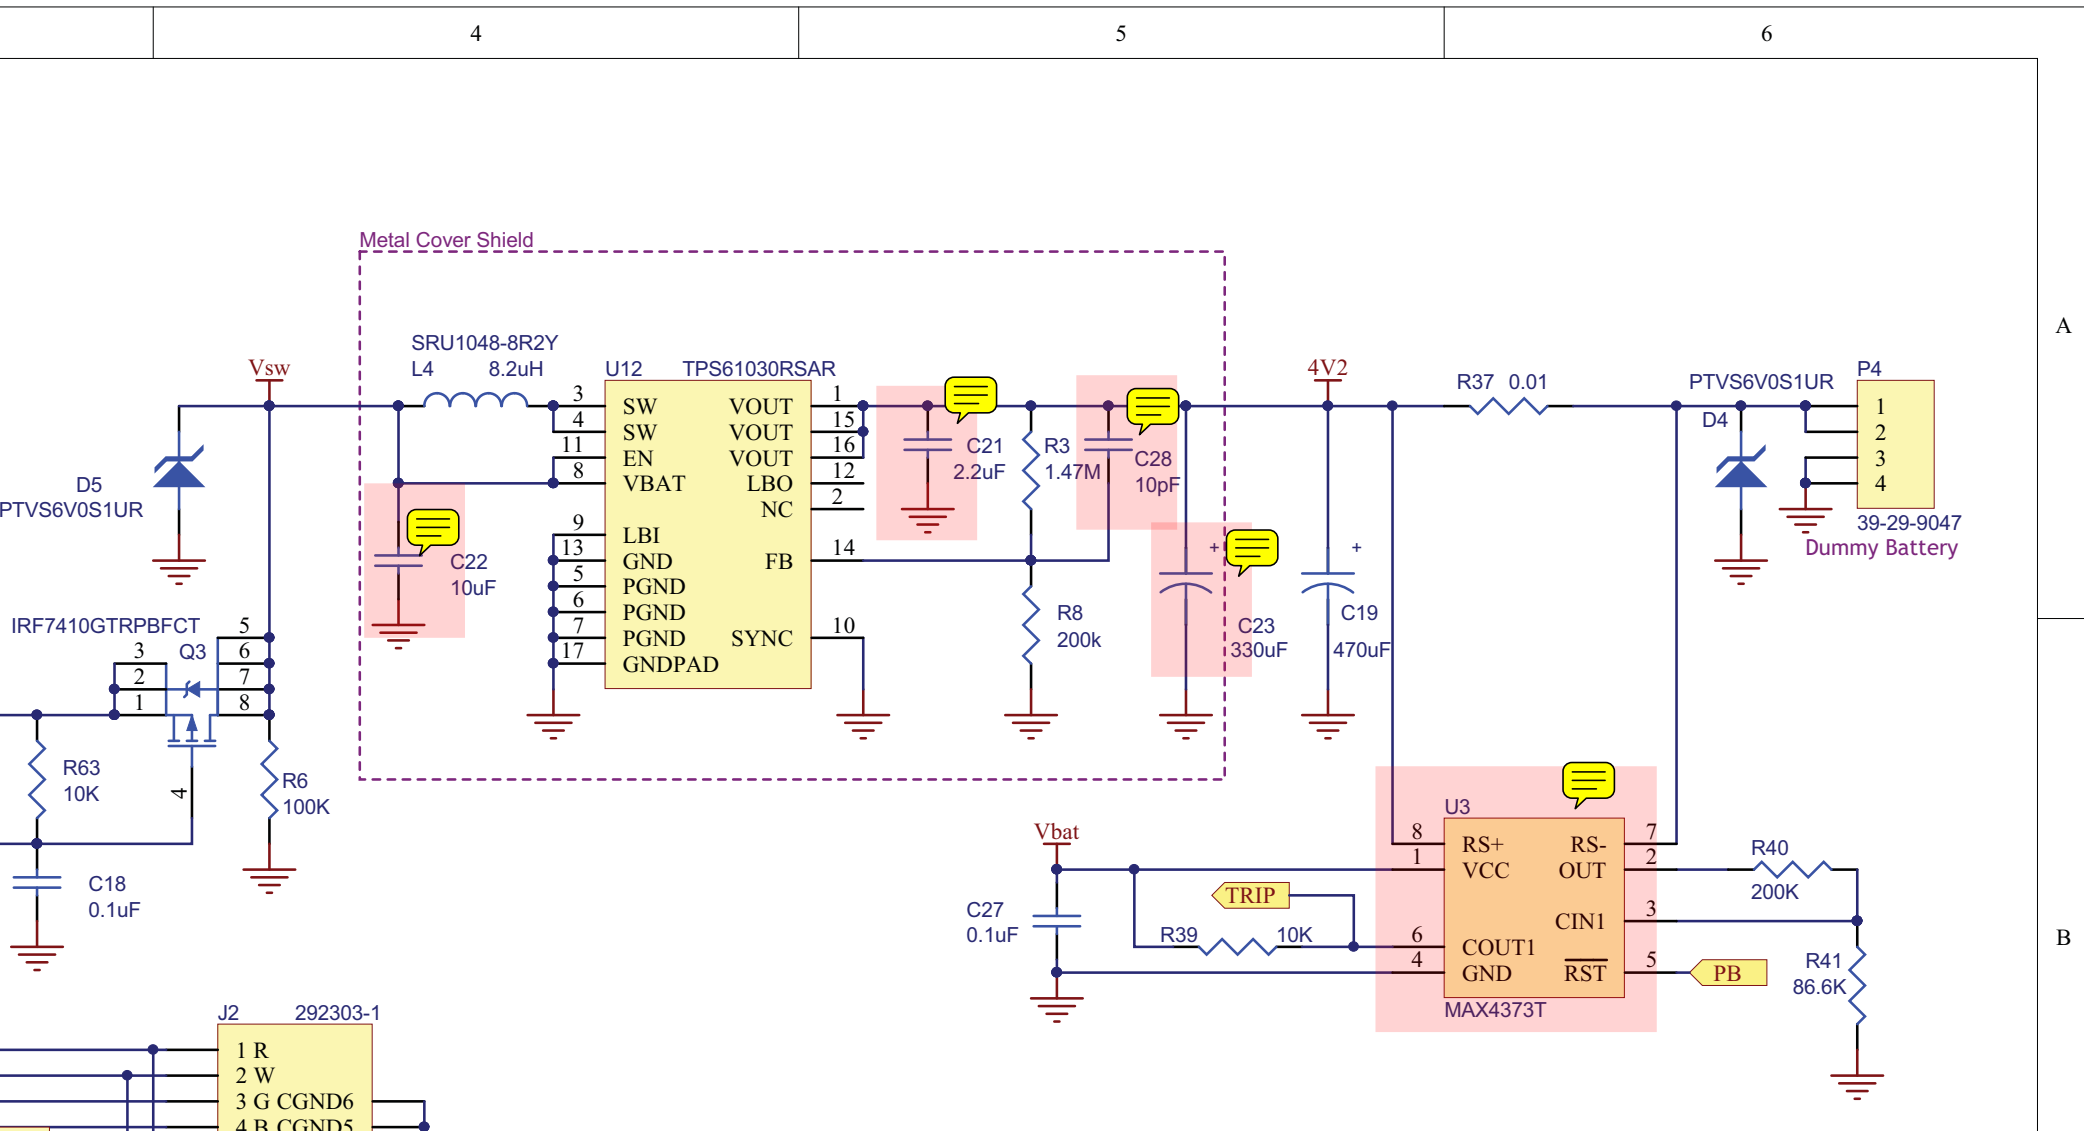 4
5
6
A
B
Metal Cover Shield
Vsw
D5
PTVS6V0S1UR
SRU1048-8R2Y
L4 8.2uH
U12 TPS61030RSAR
3 SW VOUT 1
4 SW VOUT 15
11 EN VOUT 16
8 VBAT LBO 12
NC 2
9 LBI
13 GND FB 14
5 PGND
6 PGND
7 PGND SYNC 10
17 GNDPAD
C22
10uF
C21
2.2uF
R3
1.47M
C28
10pF
R8
200k
+
C23
330uF
4V2
+
C19
470uF
R37 0.01
PTVS6V0S1UR
D4
P4
1
2
3
4
39-29-9047
Dummy Battery
IRF7410GTRPBFCT
Q3
3
2
1
5
6
7
8
4
R63
10K
R6
100K
C18
0.1uF
Vbat
C27
0.1uF
TRIP
R39 10K
U3
8 RS+ RS- 7
1 VCC OUT 2
CIN1 3
6 COUT1
4 GND RST 5
MAX4373T
PB
R40
200K
R41
86.6K
J2 292303-1
1 R
2 W
3 G CGND6
4 B CGND5